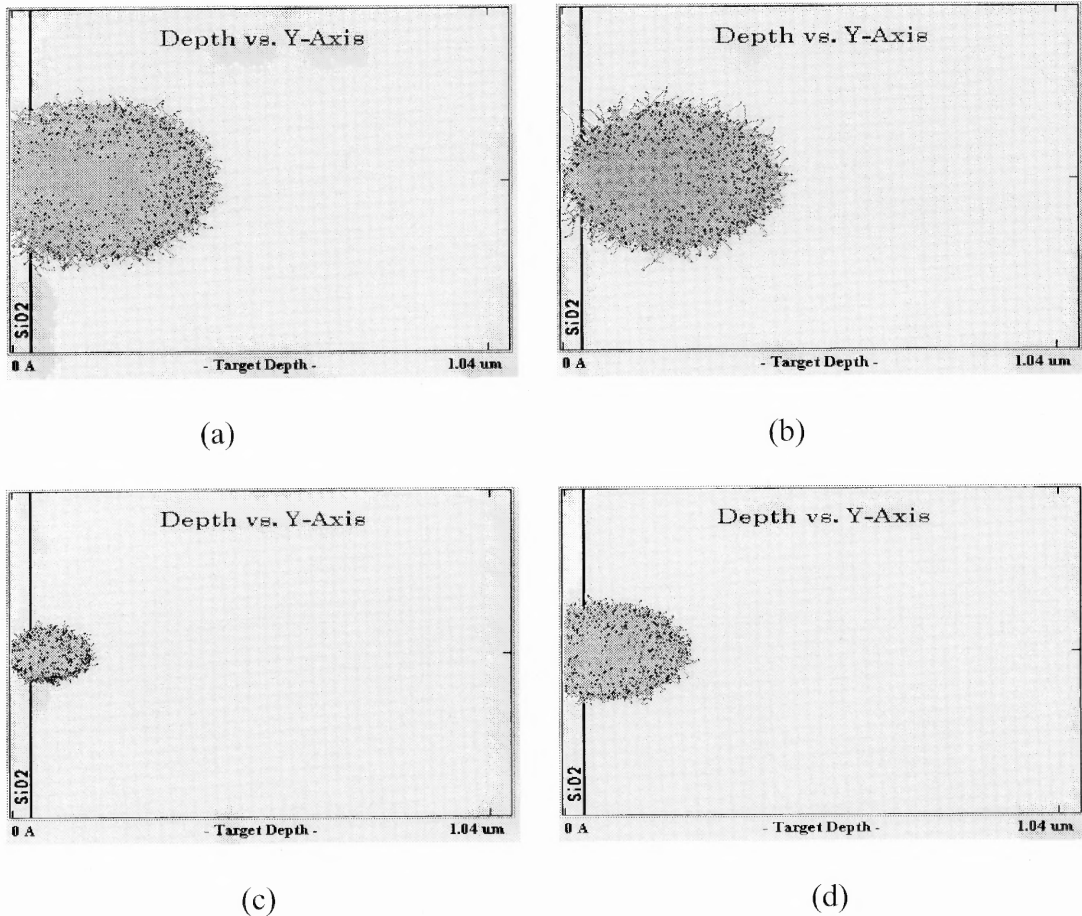 Depth vs. Y-Axis
SiO2
0 A - Target Depth - 1.04 um
(a)
Depth vs. Y-Axis
SiO2
0 A - Target Depth - 1.04 um
(b)
Depth vs. Y-Axis
SiO2
0 A - Target Depth - 1.04 um
(c)
Depth vs. Y-Axis
SiO2
0 A - Target Depth - 1.04 um
(d)